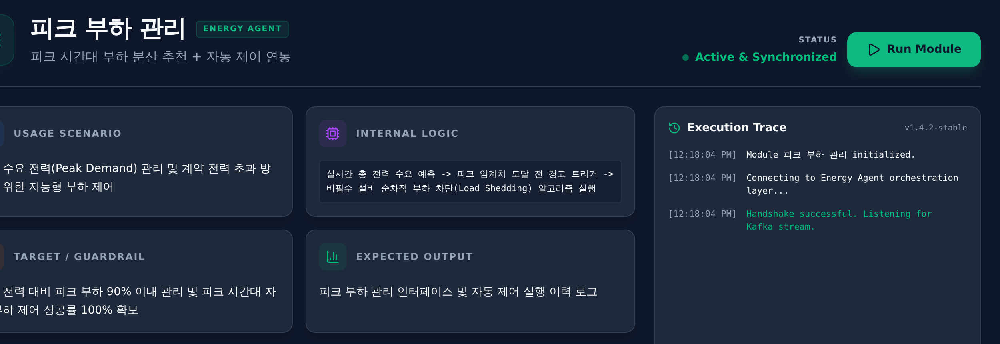 피크 부하 관리
ENERGY AGENT
피크 시간대 부하 분산 추천 + 자동 제어 연동
STATUS
Active & Synchronized
Run Module
USAGE SCENARIO
수요 전력(Peak Demand) 관리 및 계약 전력 초과 방
위한 지능형 부하 제어
INTERNAL LOGIC
실시간 총 전력 수요 예측 -> 피크 임계치 도달 전 경고 트리거 ->
비필수 설비 순차적 부하 차단(Load Shedding) 알고리즘 실행
TARGET / GUARDRAIL
전력 대비 피크 부하 90% 이내 관리 및 피크 시간대 자
제어 성공률 100% 확보
EXPECTED OUTPUT
피크 부하 관리 인터페이스 및 자동 제어 실행 이력 로그
Execution Trace
v1.4.2-stable
[12:18:04 PM] Module 피크 부하 관리 initialized.
[12:18:04 PM] Connecting to Energy Agent orchestration
layer...
[12:18:04 PM] Handshake successful. Listening for
Kafka stream.